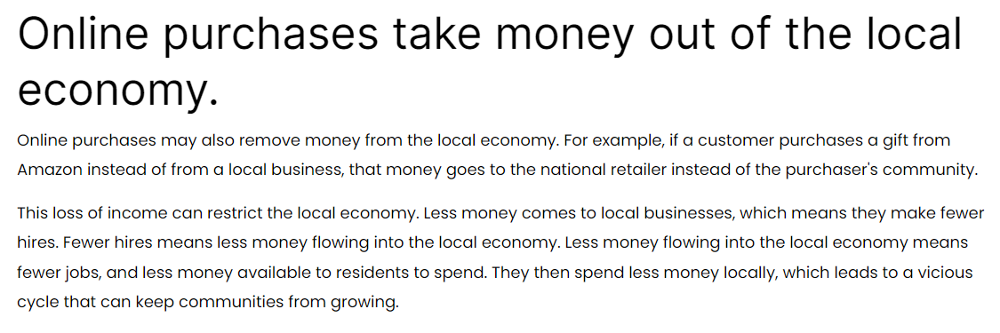 Online purchases take money out of the local
economy.
Online purchases may also remove money from the local economy. For example, if a customer purchases a gift from
Amazon instead of from a local business, that money goes to the national retailer instead of the purchaser's community.
This loss of income can restrict the local economy. Less money comes to local businesses, which means they make fewer
hires. Fewer hires means less money flowing into the local economy. Less money flowing into the local economy means
fewer jobs, and less money available to residents to spend. They then spend less money locally, which leads to a vicious
cycle that can keep communities from growing.